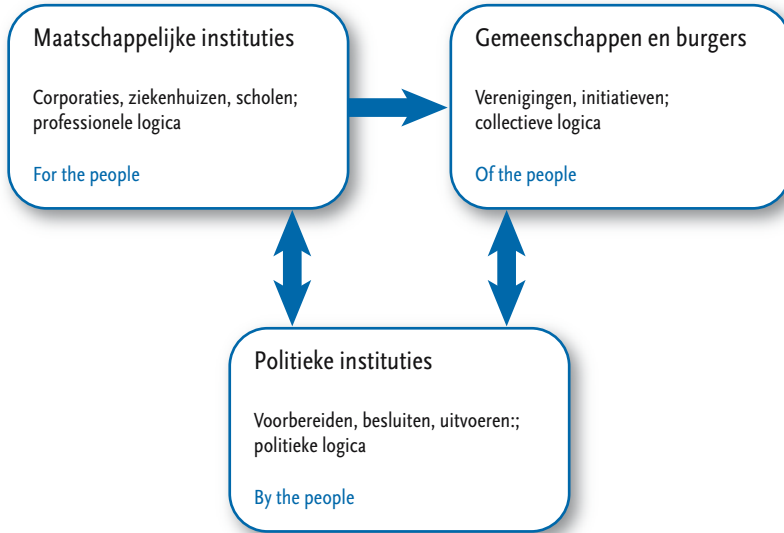 Maatschappelijke instituties
Corporaties, ziekenhuizen, scholen;
professionele logica
For the people
Gemeenschappen en burgers
Verenigingen, initiatieven;
collectieve logica
Of the people
Politieke instituties
Voorbereiden, besluiten, uitvoeren:;
politieke logica
By the people